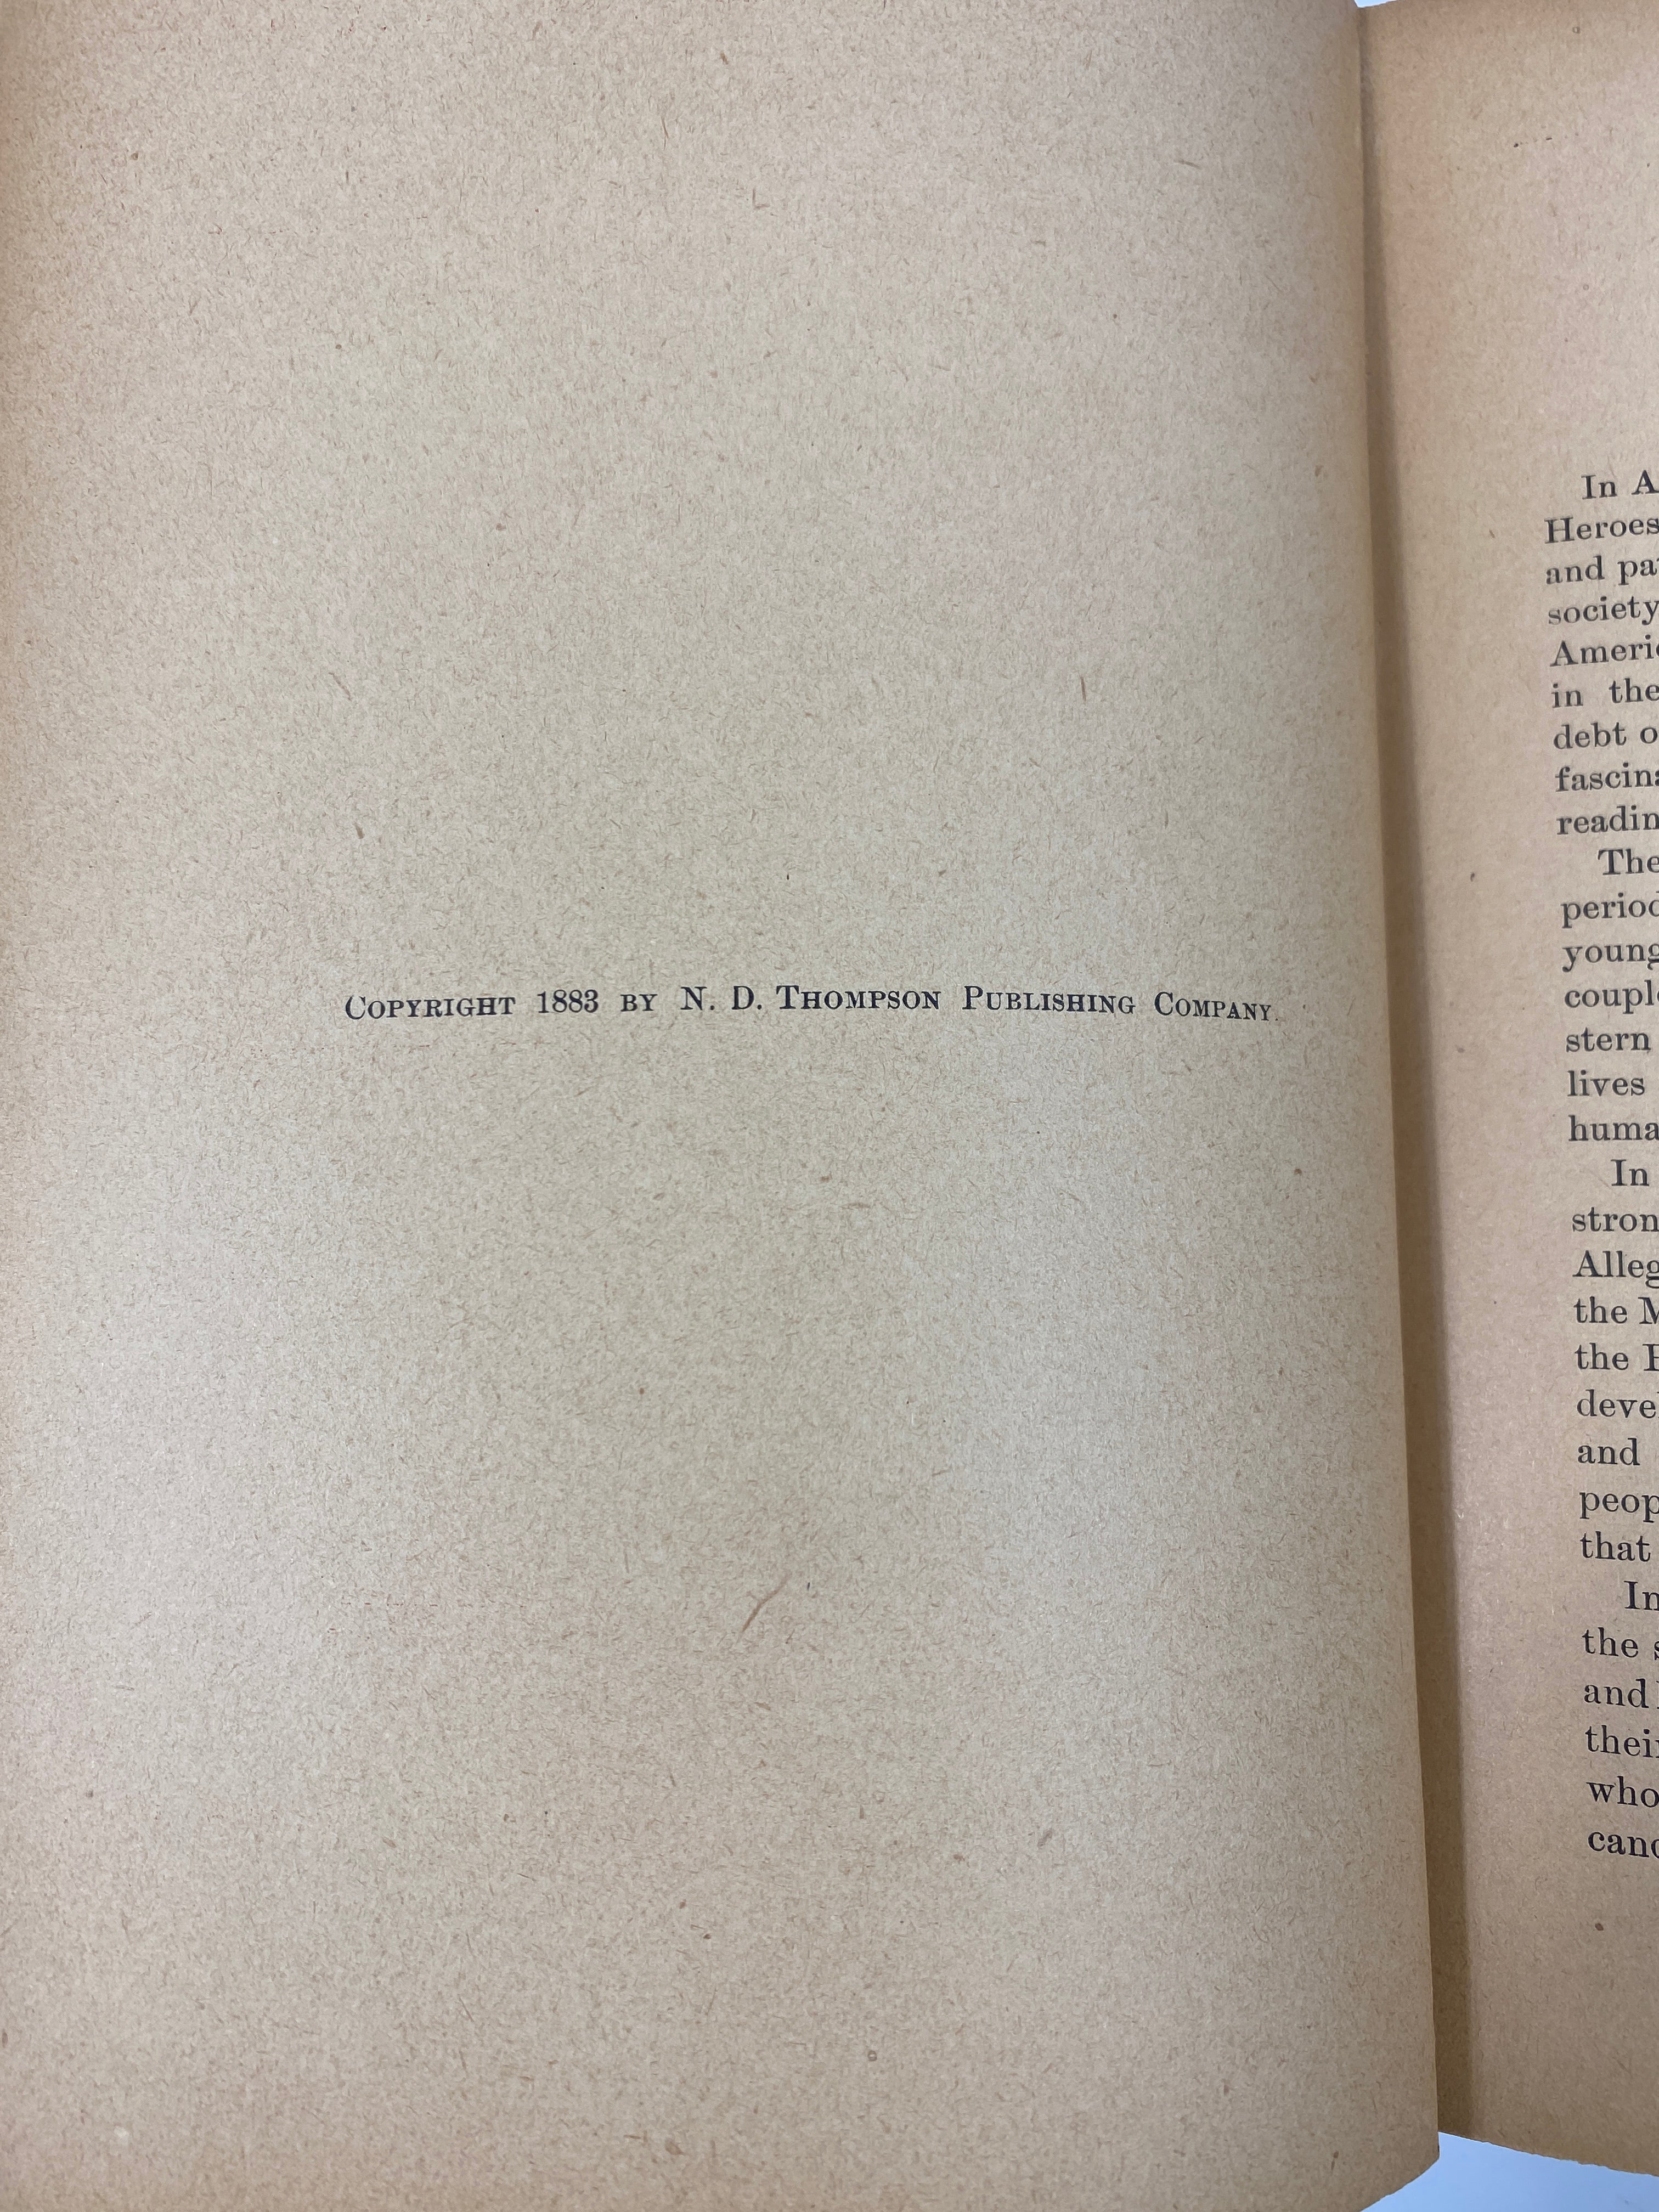 COPYRIGHT 1883 BY N. D. THOMPSON PUBLISHING COMPANY.
In A
Heroes
and pa
society
Ameri
in the
debt o
fascin
readin
The
period
young
coupl
stern
lives
huma
In
stron
Alleg
the M
the
deve
and
peop
that
In
the s
and
thei
who
canc